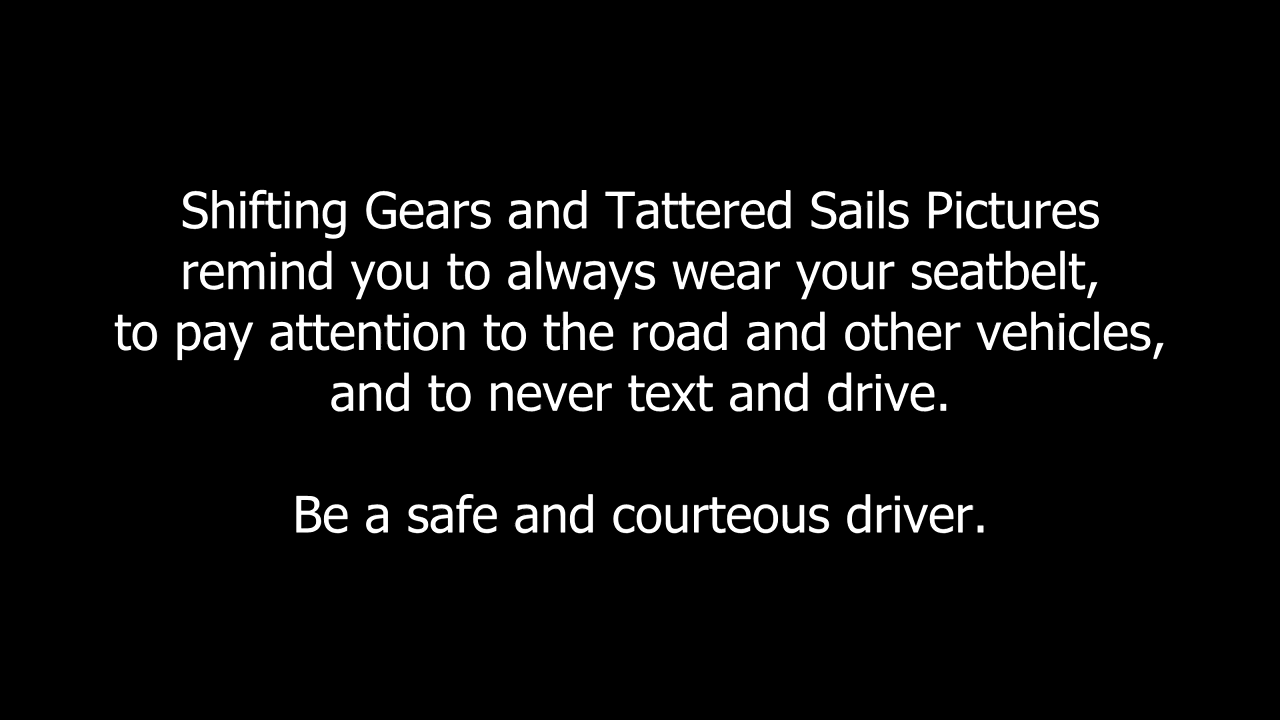 Shifting Gears and Tattered Sails Pictures
remind you to always wear your seatbelt,
to pay attention to the road and other vehicles,
and to never text and drive.
Be a safe and courteous driver.